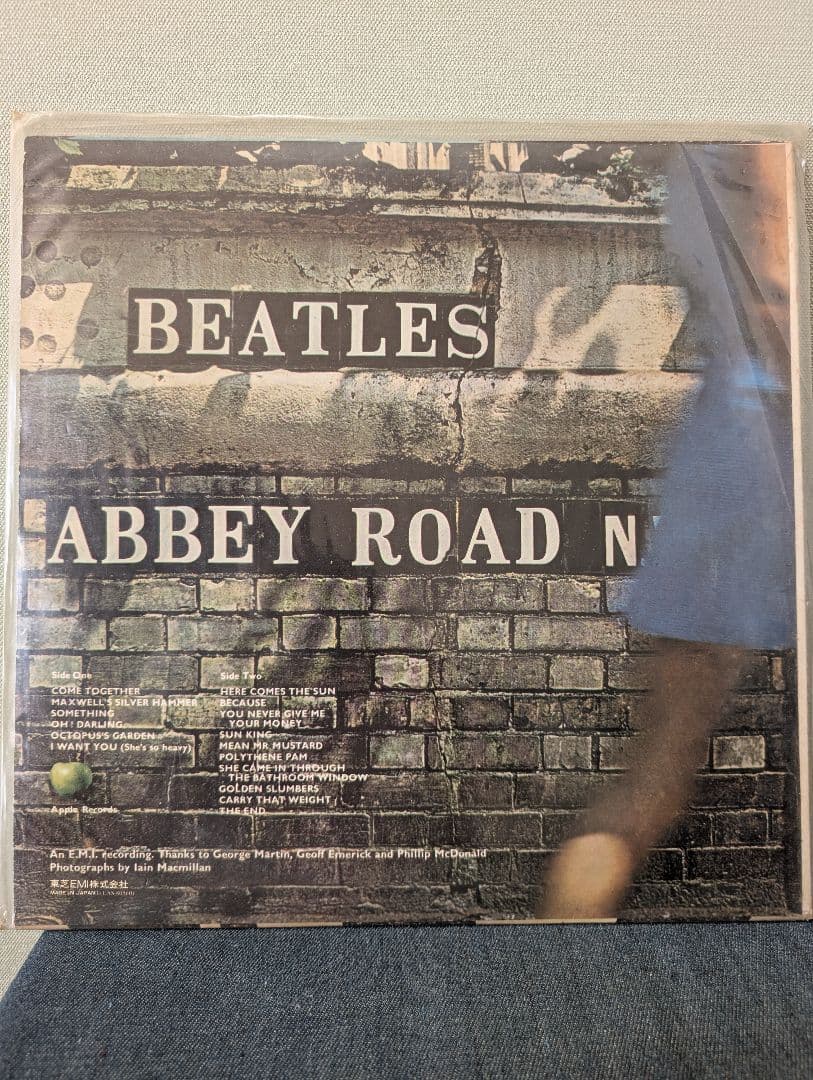 BEATLES
ABBEY ROAD N
Side One
COME TOGETHER
MAXWELL'S SILVER HAMMER
SOMETHING
OH! DARLING
OCTOPUS'S GARDEN
I WANT YOU (She's so heavy)
Apple Records
Side Two
HERE COMES THE SUN
BECAUSE
YOU NEVER GIVE ME
YOUR MONEY
SUN KING
MEAN MR MUSTARD
POLYTHENE PAM
SHE CAME IN THROUGH
THE BATHROOM WINDOW
GOLDEN SLUMBERS
CARRY THAT WEIGHT
THE END
An E.M.I. recording. Thanks to George Martin, Geoff Emerick and Phillip McDonald
Photographs by Iain Macmillan
東芝EMI株式会社
MADE IN JAPAN